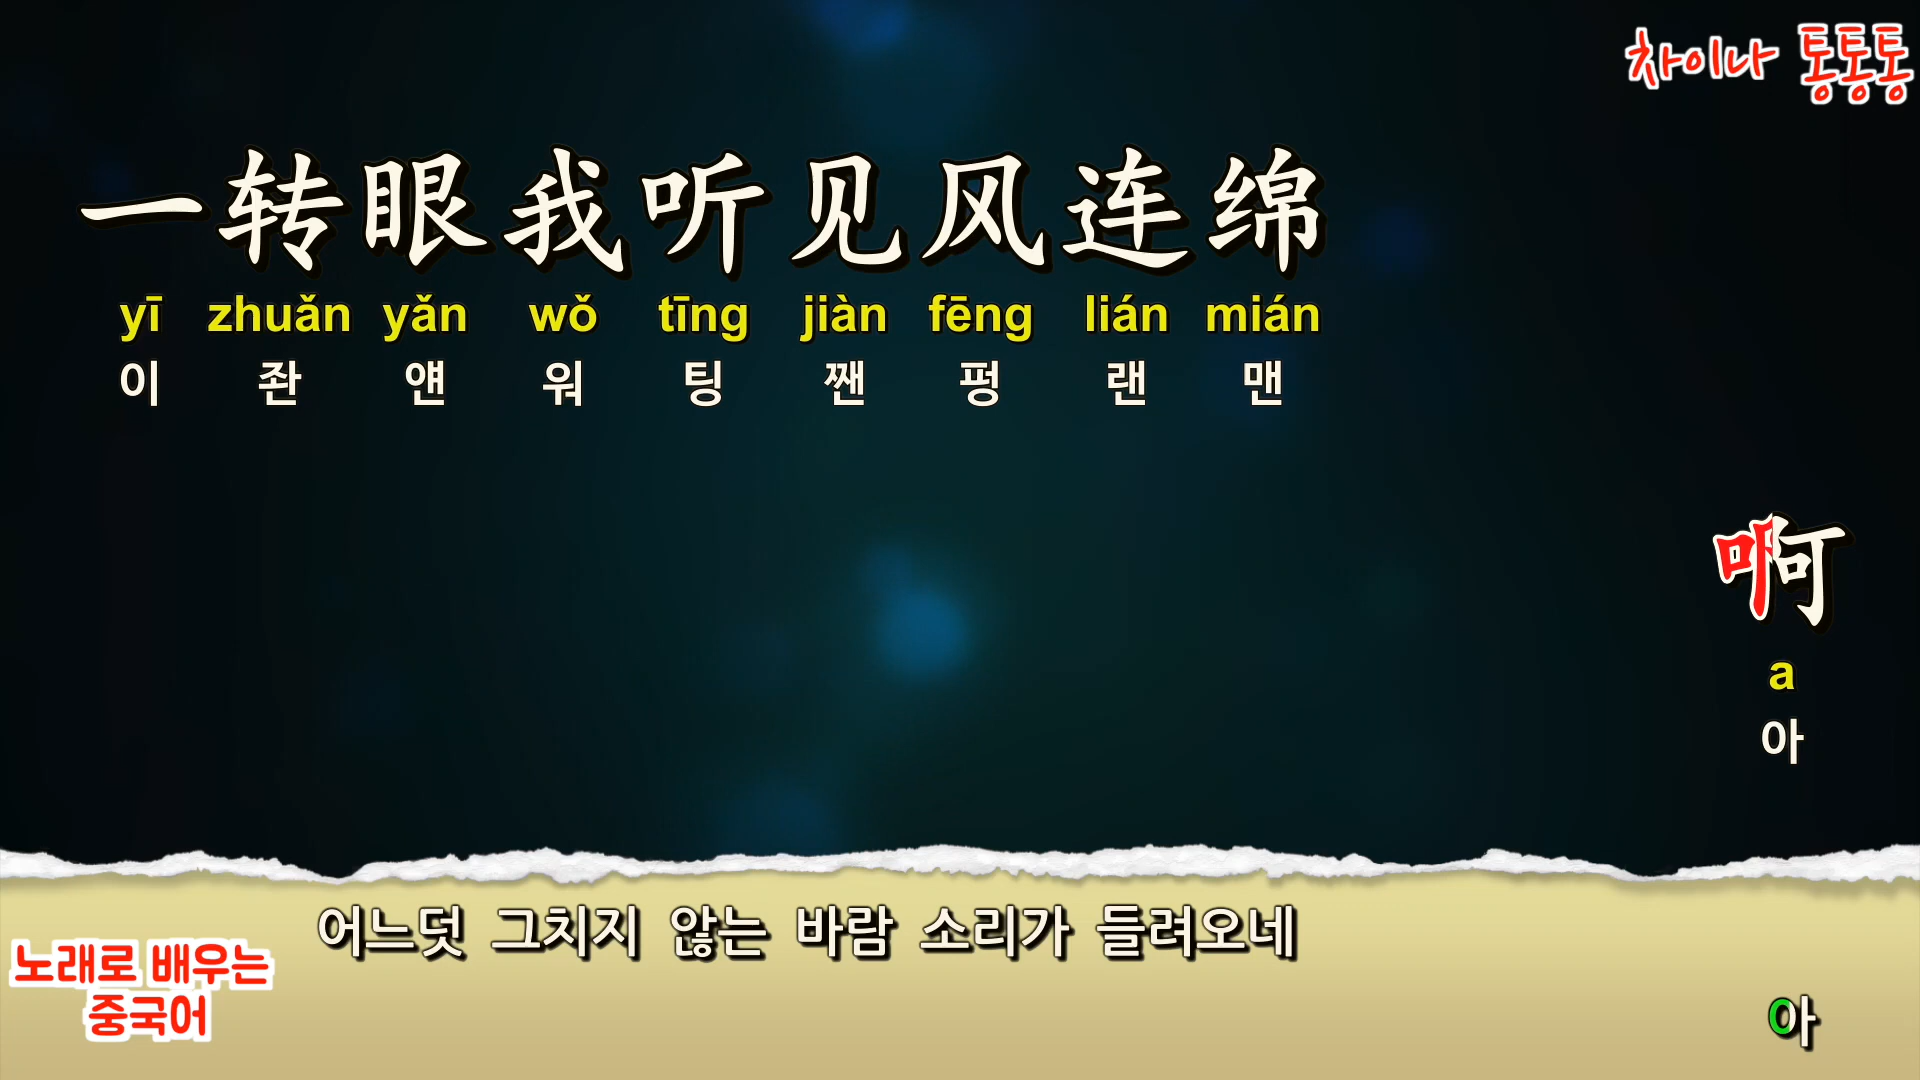 차이나 통통통
一转眼我听见风连绵
yī zhuǎn yǎn wǒ tīng jiàn fēng lián mián
이 좐 얜 워 팅 쨴 펑 랜 맨
啊
a
아
어느덧 그치지 않는 바람 소리가 들려오네
노래로 배우는
중국어
아